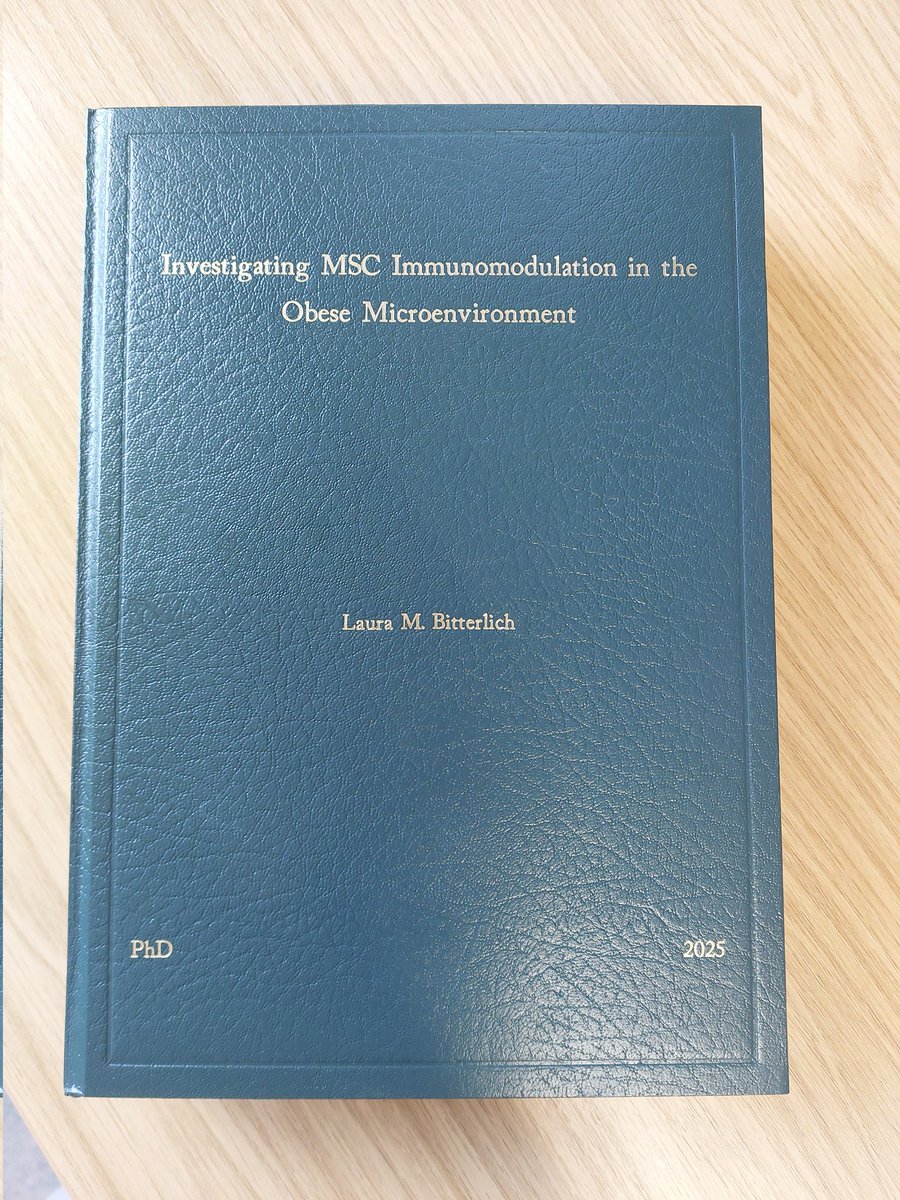 Investigating MSC Immunomodulation in the
Obese Microenvironment
Laura M. Bitterlich
PhD 2025